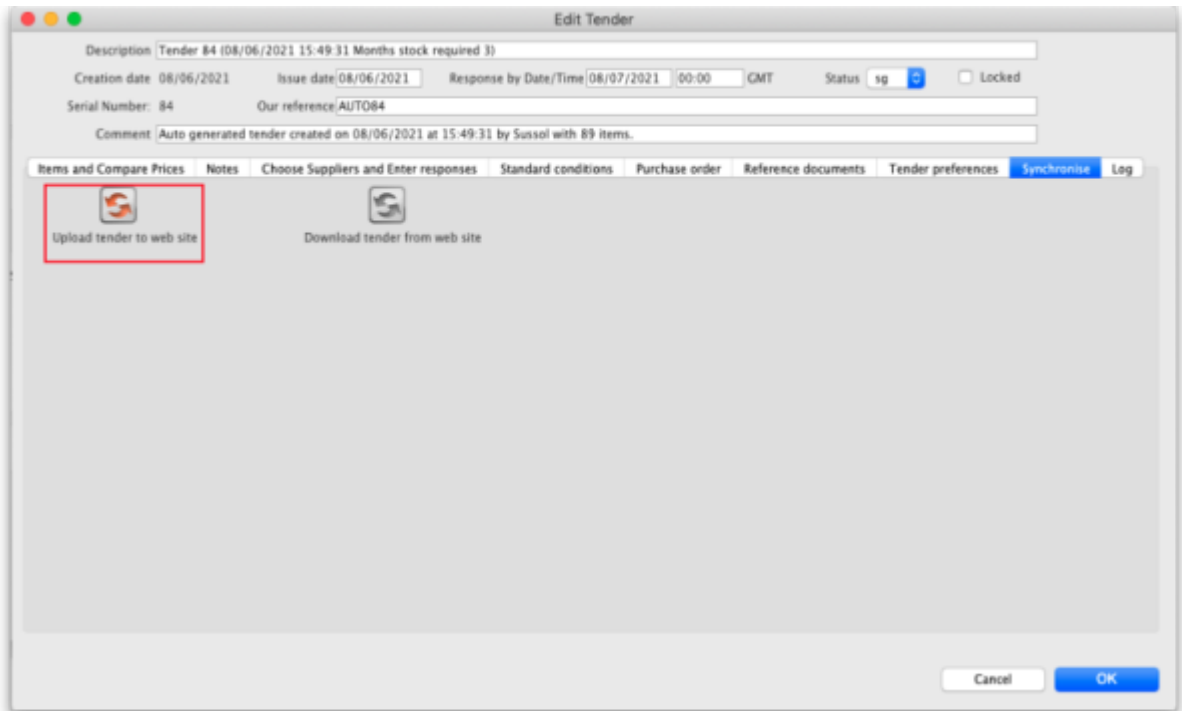 Edit Tender
Description Tender 84 (08/06/2021 15:49:31 Months stock required 3)
Creation date 08/06/2021 Issue date 08/06/2021 Response by Date/Time 08/07/2021 00:00 GMT Status sg Locked
Serial Number: 84 Our reference AUTO84
Comment Auto generated tender created on 08/06/2021 at 15:49:31 by Sussol with 89 items.
Items and Compare Prices Notes Choose Suppliers and Enter responses Standard conditions Purchase order Reference documents Tender preferences Synchronise Log
Upload tender to web site Download tender from web site
Cancel OK